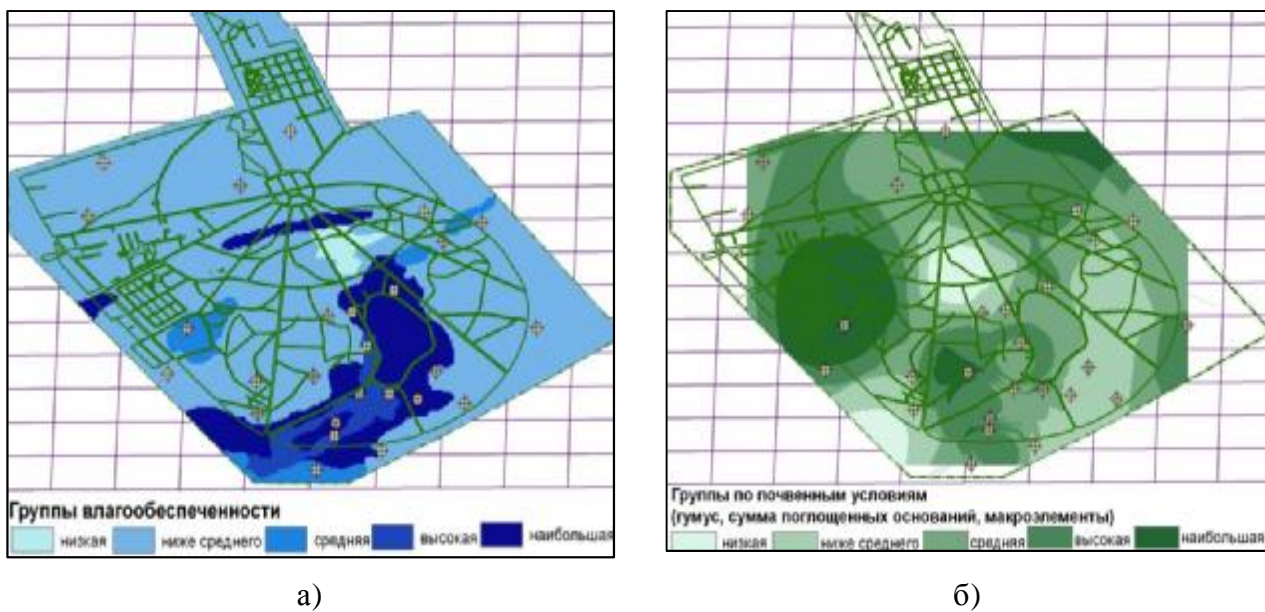 Группы влагообеспеченности
низкая ниже среднего средняя высокая наибольшая
Группы по почвенным условиям
(гумус, сумма поглощенных оснований, макроэлементы)
низкая ниже среднего средняя высокая наибольшая
а) б)